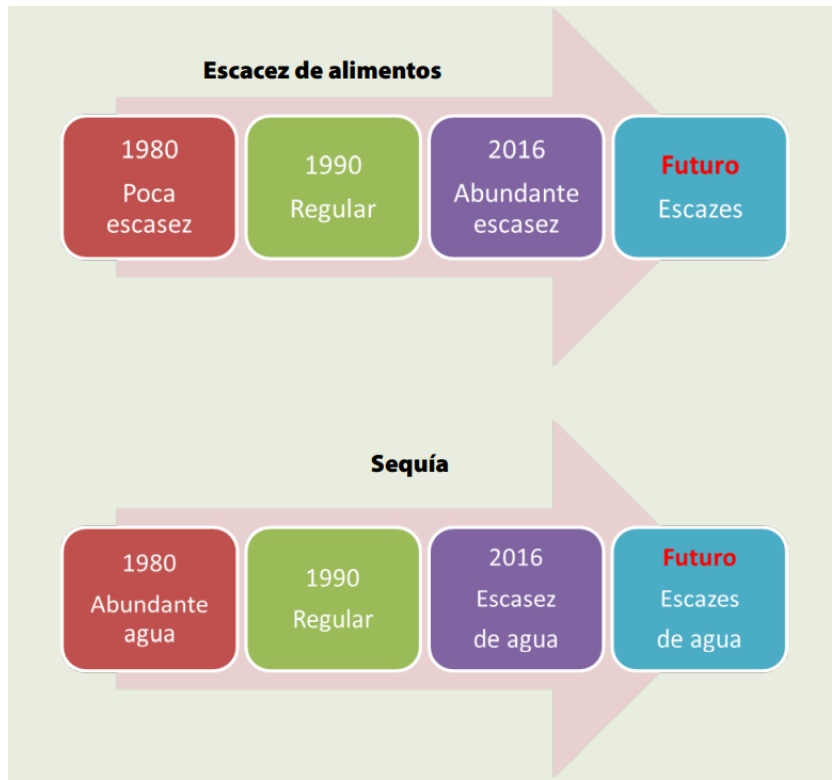 Escacez de alimentos
1980
Poca
escasez
1990
Regular
2016
Abundante
escasez
Futuro
Escazes
Sequía
1980
Abundante
agua
1990
Regular
2016
Escasez
de agua
Futuro
Escazes
de agua